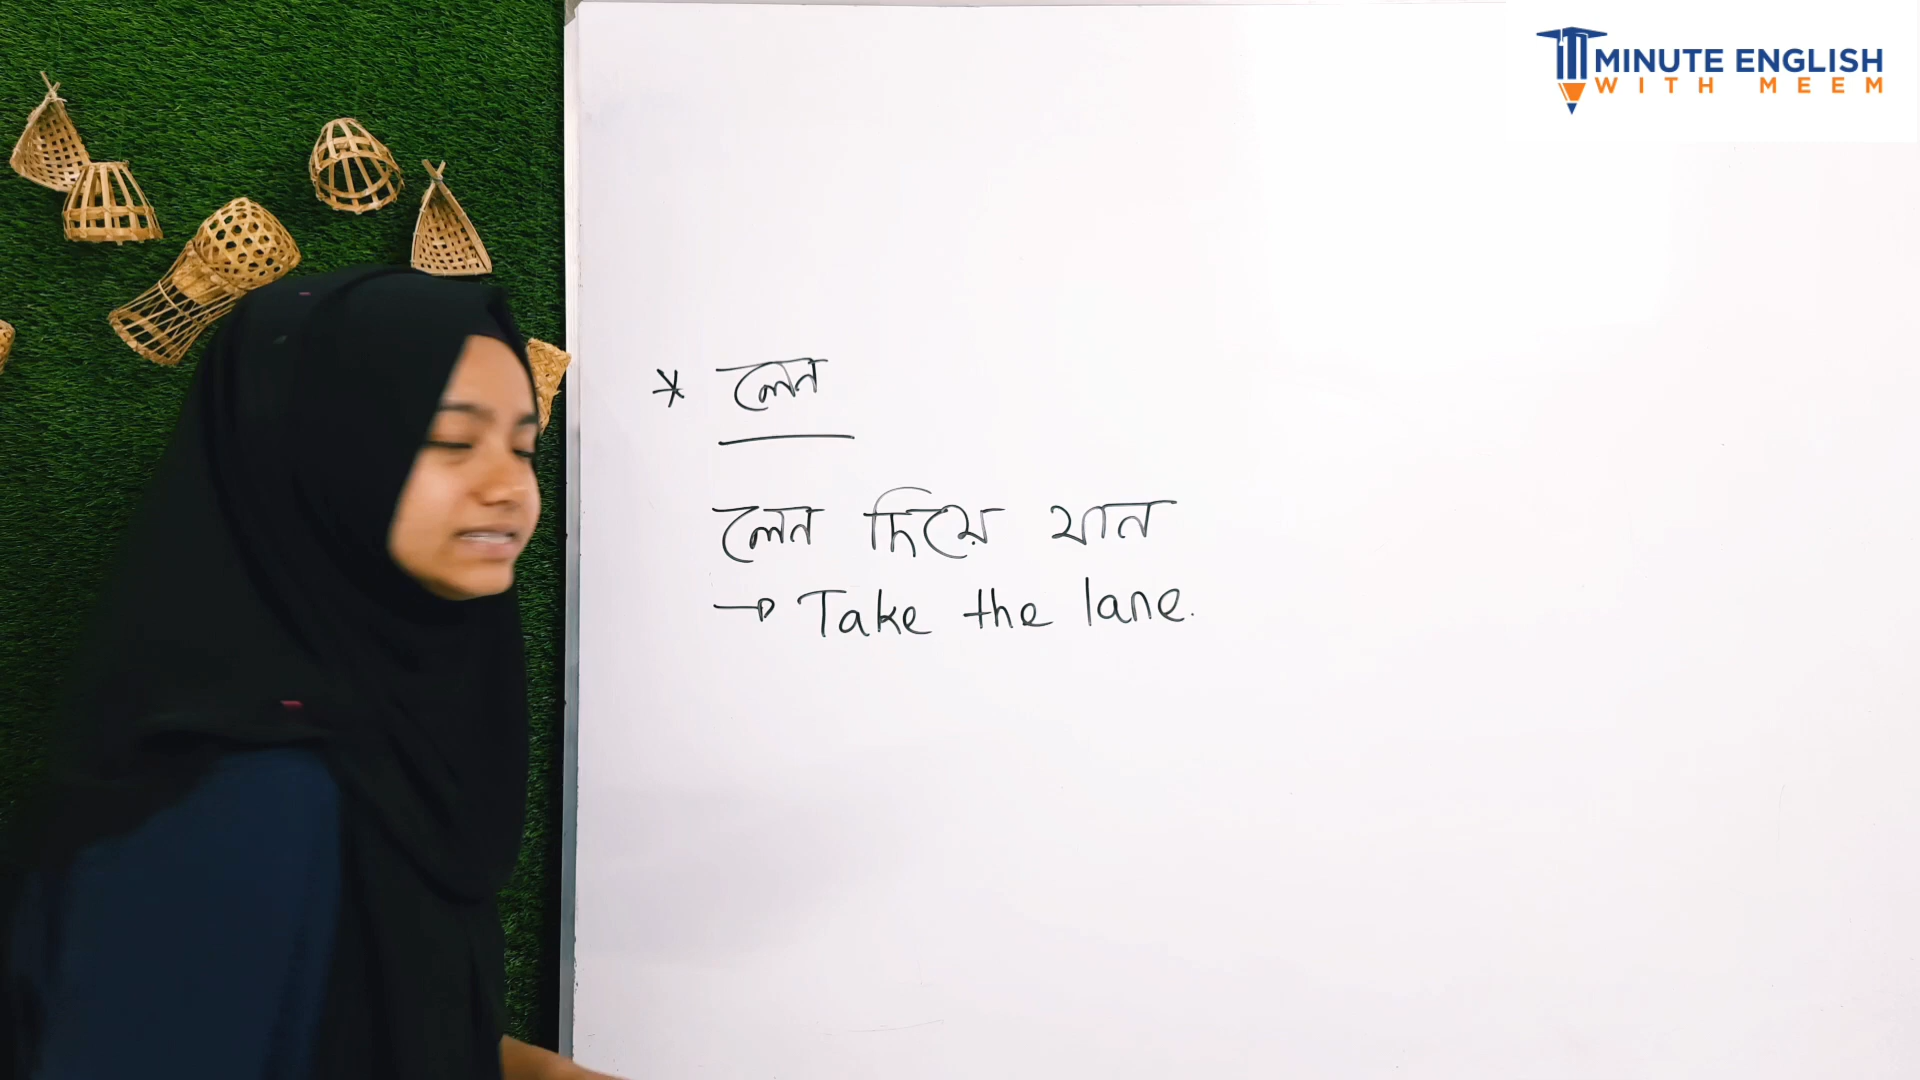 MINUTE ENGLISH
WITH MEEM
* লেন
লেন দিয়ে যান
→ Take the lane.